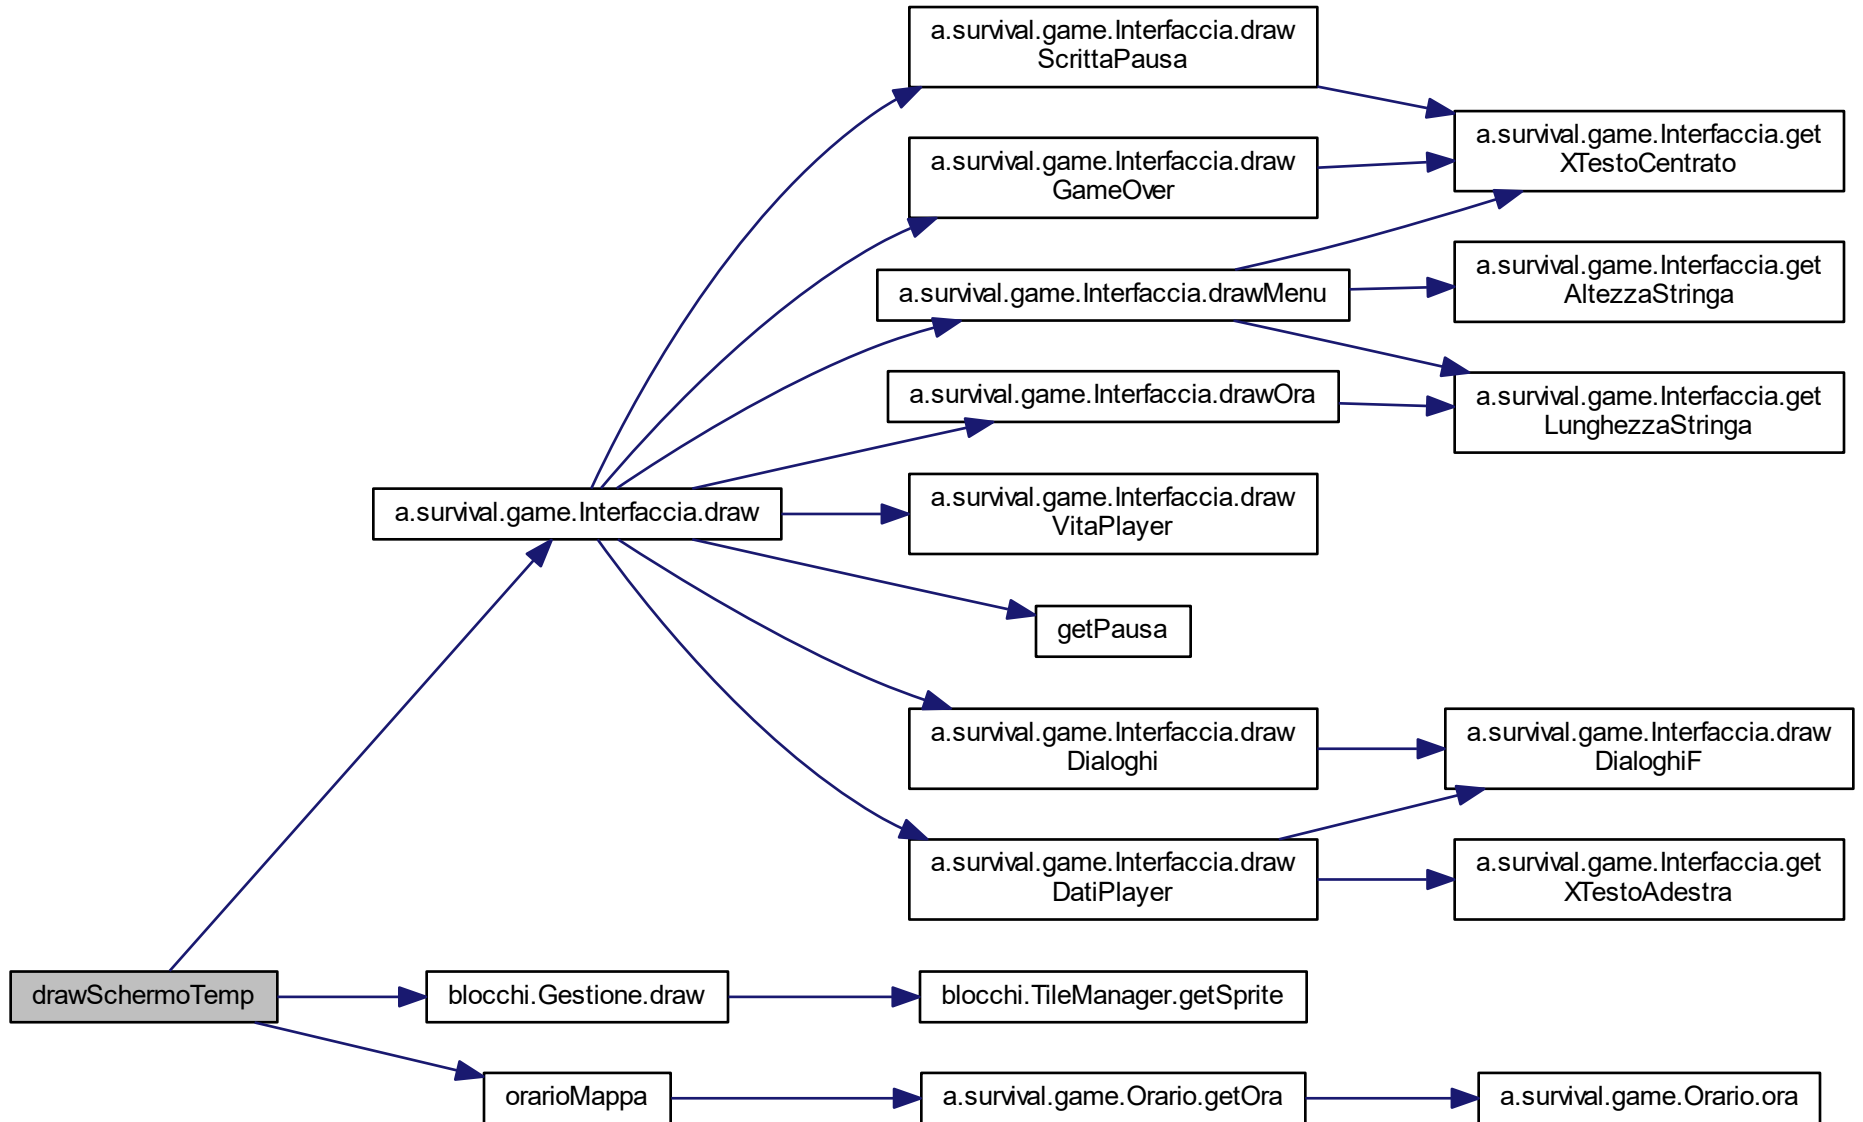 a.survival.game.Interfaccia.draw
ScrittaPausa
a.survival.game.Interfaccia.get
XTestoCentrato
a.survival.game.Interfaccia.draw
GameOver
a.survival.game.Interfaccia.get
AltezzaStringa
a.survival.game.Interfaccia.drawMenu
a.survival.game.Interfaccia.drawOra
a.survival.game.Interfaccia.get
LunghezzaStringa
a.survival.game.Interfaccia.draw
a.survival.game.Interfaccia.draw
VitaPlayer
getPausa
a.survival.game.Interfaccia.draw
Dialoghi
a.survival.game.Interfaccia.draw
DialoghiF
a.survival.game.Interfaccia.draw
DatiPlayer
a.survival.game.Interfaccia.get
XTestoAdestra
drawSchermoTemp
blocchi.Gestione.draw
blocchi.TileManager.getSprite
orarioMappa
a.survival.game.Orario.getOra
a.survival.game.Orario.ora